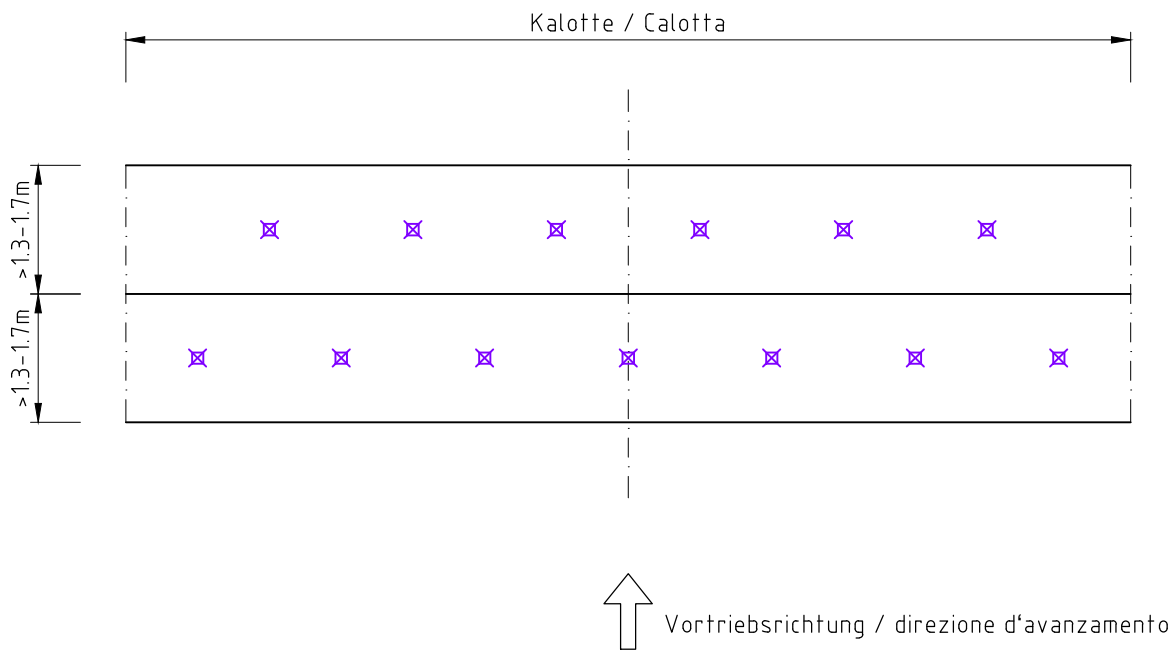 Kalotte / Calotta
>1.3-1.7m
>1.3-1.7m
Vortriebsrichtung / direzione d'avanzamento